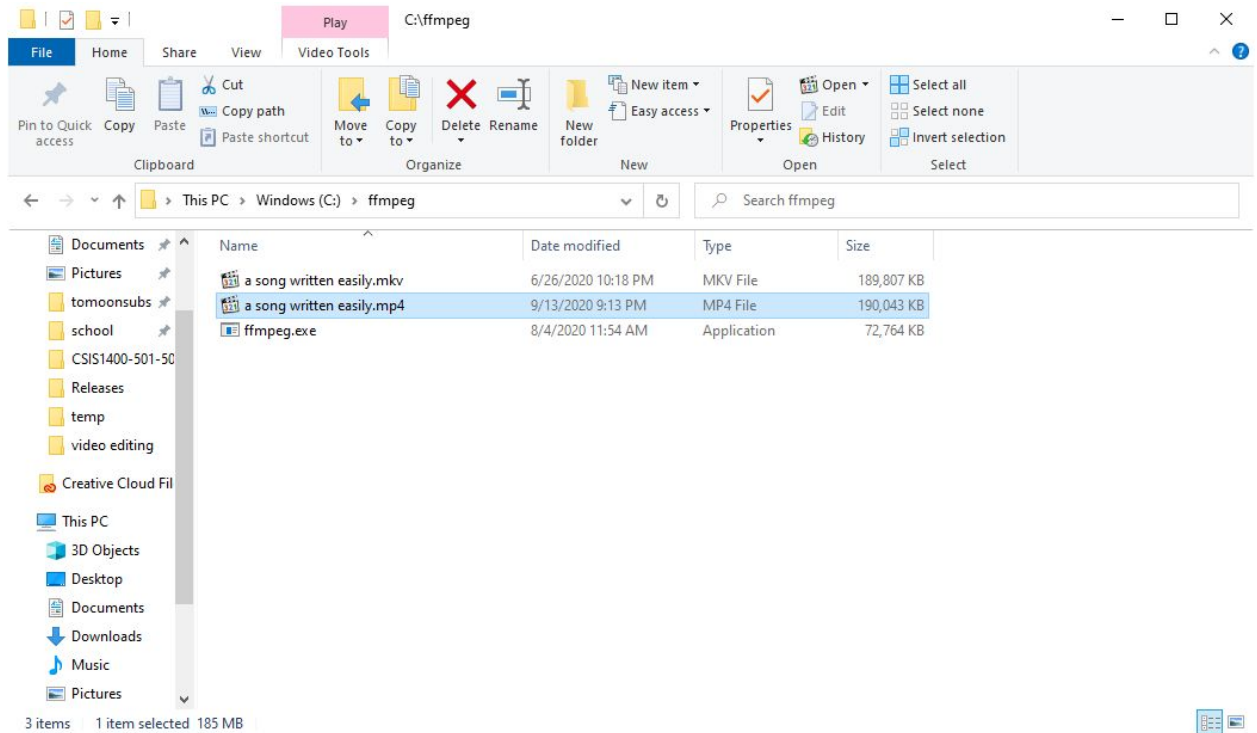 Play C:\ffmpeg
File Home Share View Video Tools
Pin to Quick access
Copy
Paste
Cut
Copy path
Paste shortcut
Clipboard
Move to
Copy to
Delete
Rename
Organize
New folder
New item
Easy access
New
Properties
Open
Edit
History
Open
Select all
Select none
Invert selection
Select
This PC > Windows (C:) > ffmpeg
Search ffmpeg
Documents
Pictures
tomoonsubs
school
CSIS1400-501-50
Releases
temp
video editing
Creative Cloud Fil
This PC
3D Objects
Desktop
Documents
Downloads
Music
Pictures
Name Date modified Type Size
a song written easily.mkv 6/26/2020 10:18 PM MKV File 189,807 KB
a song written easily.mp4 9/13/2020 9:13 PM MP4 File 190,043 KB
ffmpeg.exe 8/4/2020 11:54 AM Application 72,764 KB
3 items 1 item selected 185 MB